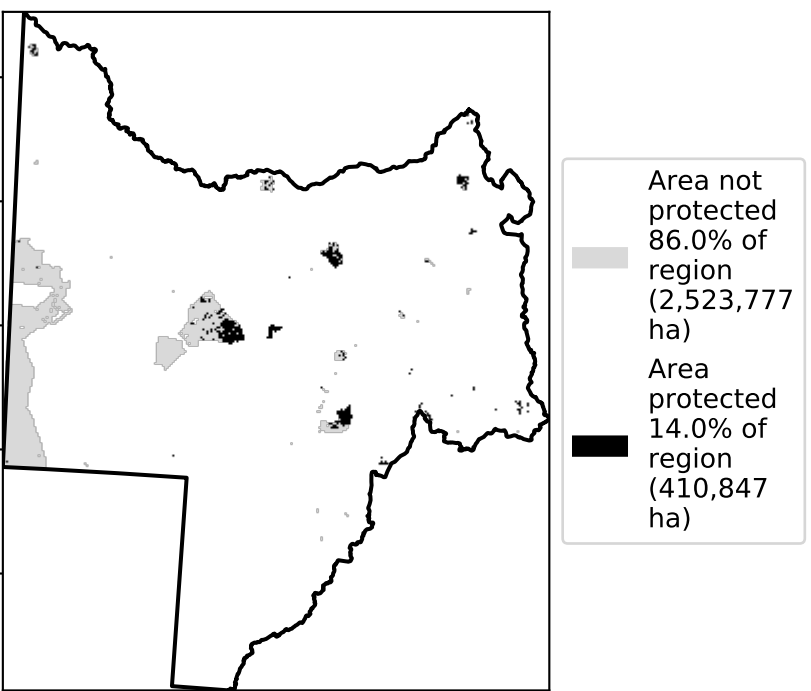 Area not
protected
86.0% of
region
(2,523,777
ha)
Area
protected
14.0% of
region
(410,847
ha)